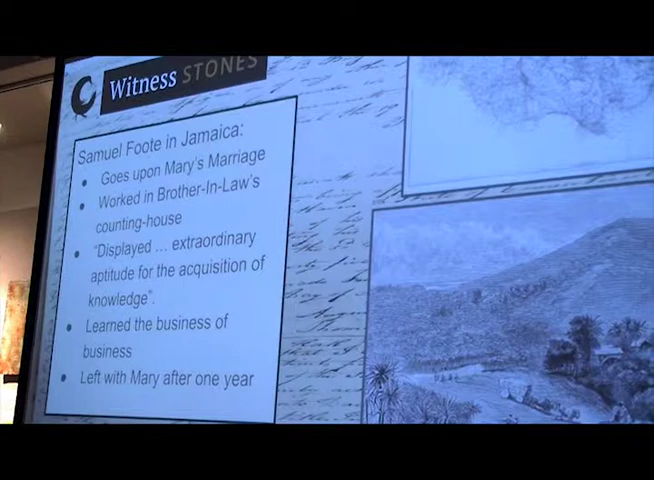 Witness STONES
Samuel Foote in Jamaica:
• Goes upon Mary's Marriage
• Worked in Brother-In-Law's
counting-house
• "Displayed ... extraordinary
aptitude for the acquisition of
knowledge".
• Learned the business of
business
• Left with Mary after one year